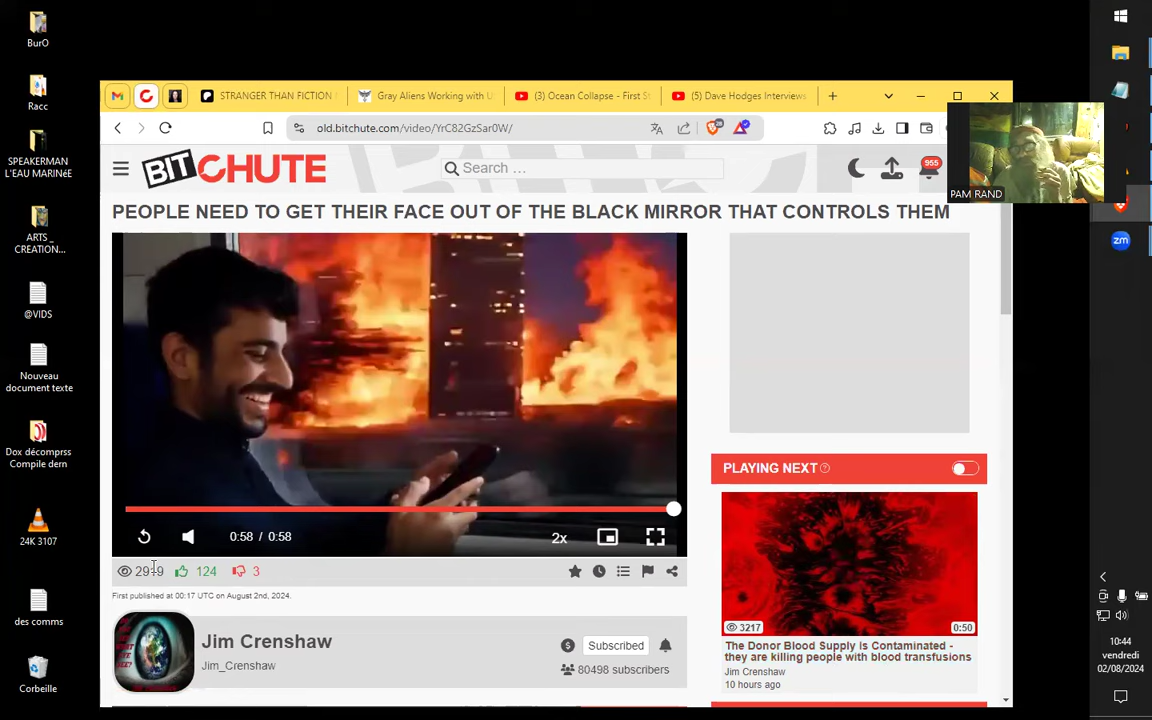 BurO
Racc
SPEAKERMAN
L'EAU MARINéE
ARTS _
CREATION...
@VIDS
Nouveau
document texte
Dox décomprss
Compile dern
24K 3107
des comms
Corbeille
STRANGER THAN FICTION
Gray Aliens Working with U
(3) Ocean Collapse - First St
(5) Dave Hodges Interviews
old.bitchute.com/video/YrC82GzSar0W/
28
BITCHUTE
Search ...
955
PAM RAND
PEOPLE NEED TO GET THEIR FACE OUT OF THE BLACK MIRROR THAT CONTROLS THEM
0:58 / 0:58
2x
2919
124
3
First published at 00:17 UTC on August 2nd, 2024.
Jim Crenshaw
Jim_Crenshaw
Subscribed
80498 subscribers
PLAYING NEXT
3217
0:50
The Donor Blood Supply Is Contaminated -
they are killing people with blood transfusions
Jim Crenshaw
10 hours ago
zm
10:44
vendredi
02/08/2024